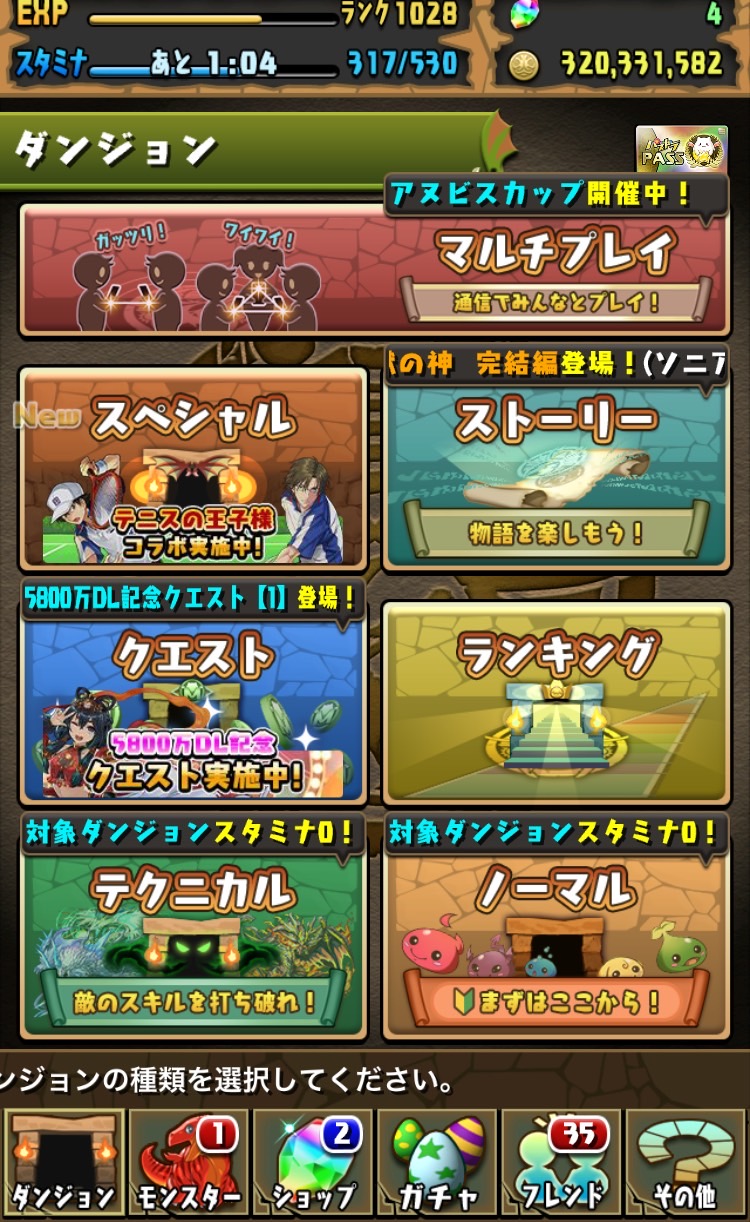 EXP ランク1028 4
スタミナ あと 1:04 317/530 320,331,582
ダンジョン
PASS
アヌビスカップ開催中！
ガッツリ！ ワイワイ！
マルチプレイ
通信でみんなとプレイ！
の神 完結編登場！(ソニア
New
スペシャル
テニスの王子様
コラボ実施中！
ストーリー
物語を楽しもう！
5800万DL記念クエスト【1】登場！
クエスト
5800万DL記念
クエスト実施中！
ランキング
対象ダンジョンスタミナ0！
テクニカル
敵のスキルを打ち破れ！
対象ダンジョンスタミナ0！
ノーマル
まずはここから！
ンジョンの種類を選択してください。
1 2 35
ダンジョン モンスター ショップ ガチャ フレンド その他